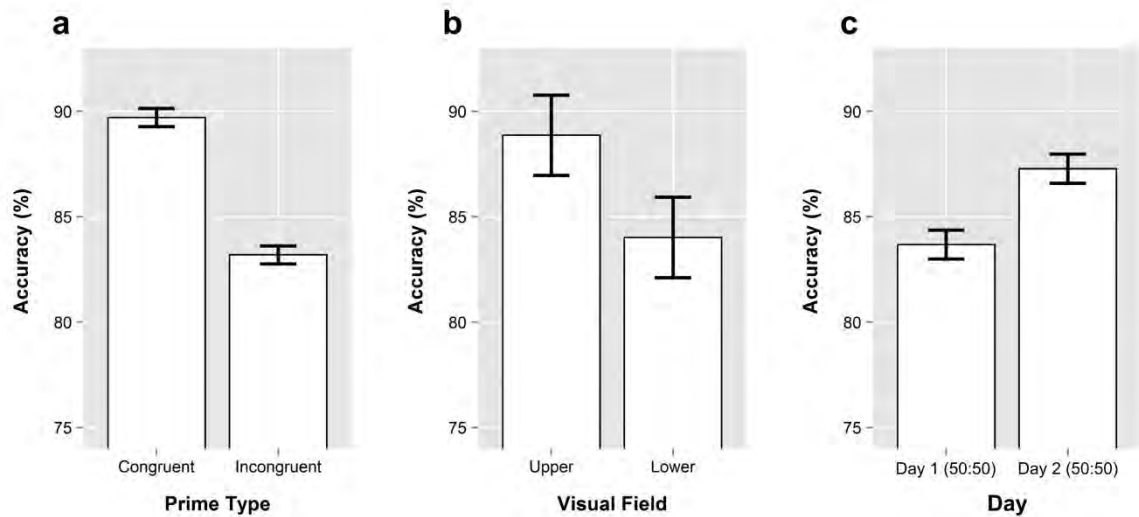 a
b
c
90
85
80
75
Accuracy (%)
Congruent Incongruent
Prime Type
90
85
80
75
Accuracy (%)
Upper Lower
Visual Field
90
85
80
75
Accuracy (%)
Day 1 (50:50) Day 2 (50:50)
Day